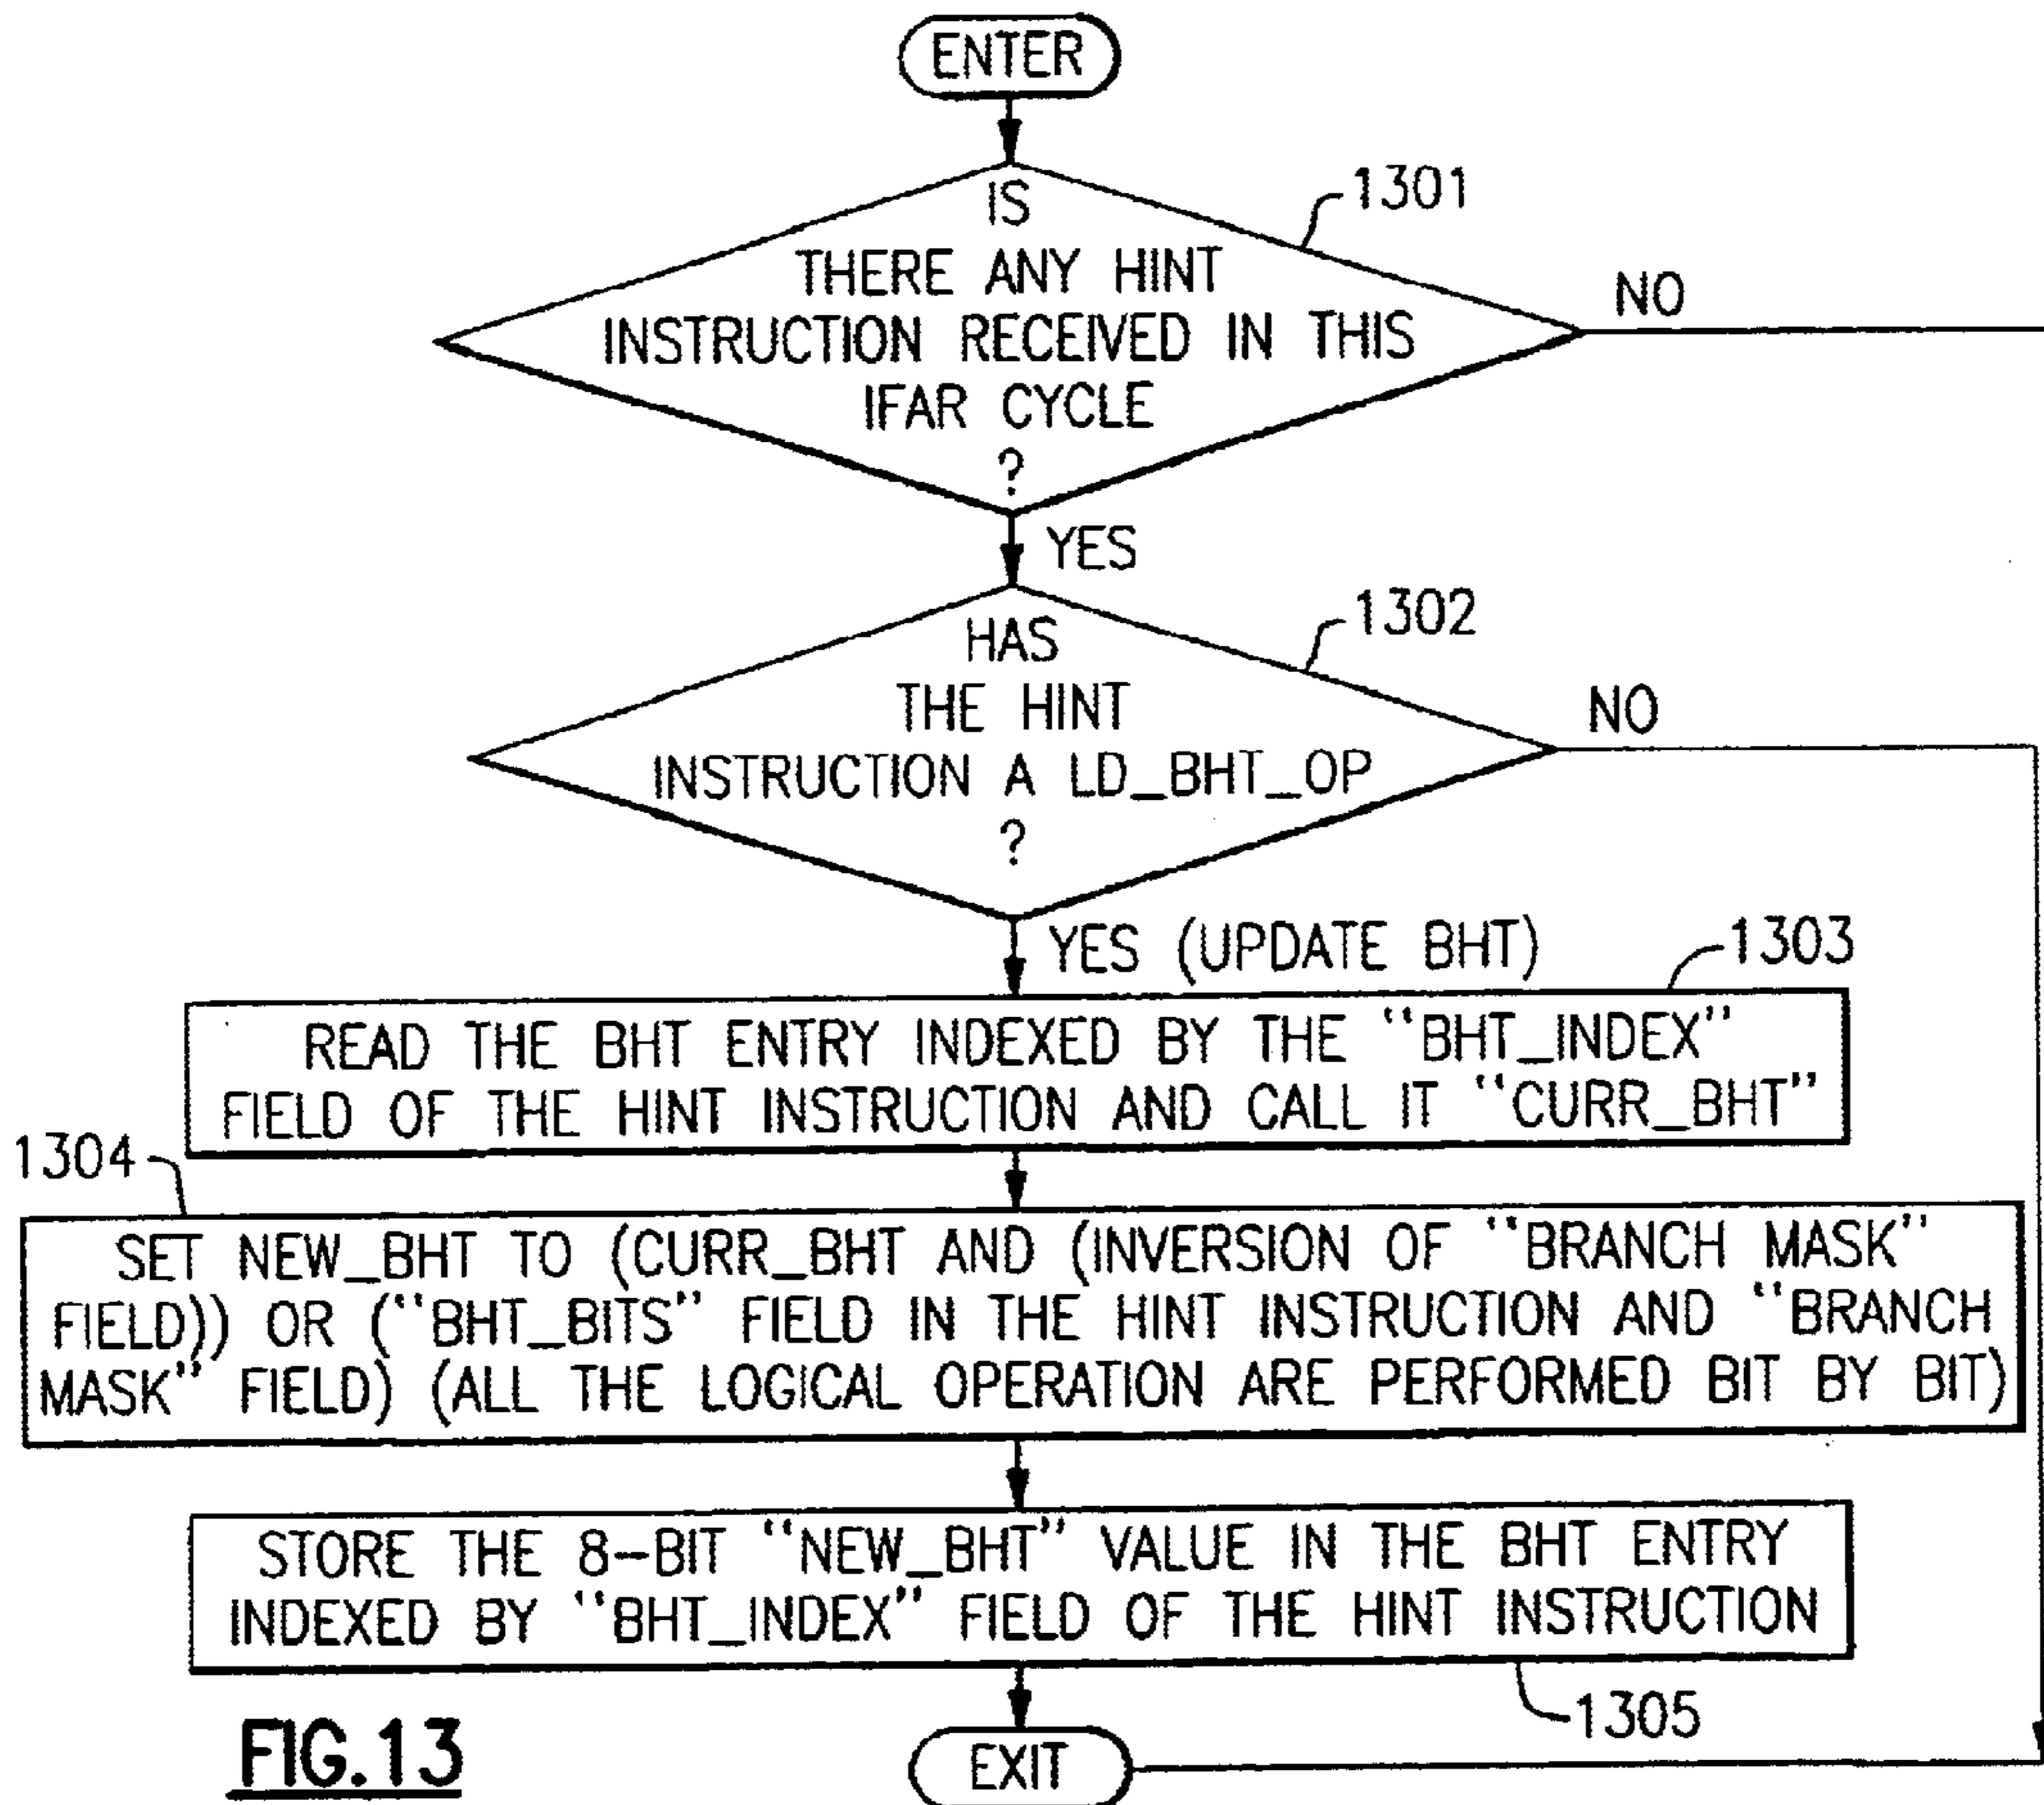 ENTER
IS
THERE ANY HINT
INSTRUCTION RECEIVED IN THIS
IFAR CYCLE
?
1301
NO
YES
HAS
THE HINT
INSTRUCTION A LD_BHT_OP
?
1302
NO
YES (UPDATE BHT)
1303
READ THE BHT ENTRY INDEXED BY THE "BHT_INDEX"
FIELD OF THE HINT INSTRUCTION AND CALL IT "CURR_BHT"
1304
SET NEW_BHT TO (CURR_BHT AND (INVERSION OF "BRANCH MASK"
FIELD)) OR ("BHT_BITS" FIELD IN THE HINT INSTRUCTION AND "BRANCH
MASK" FIELD) (ALL THE LOGICAL OPERATION ARE PERFORMED BIT BY BIT)
STORE THE 8-BIT "NEW_BHT" VALUE IN THE BHT ENTRY
INDEXED BY "BHT_INDEX" FIELD OF THE HINT INSTRUCTION
1305
EXIT
FIG.13